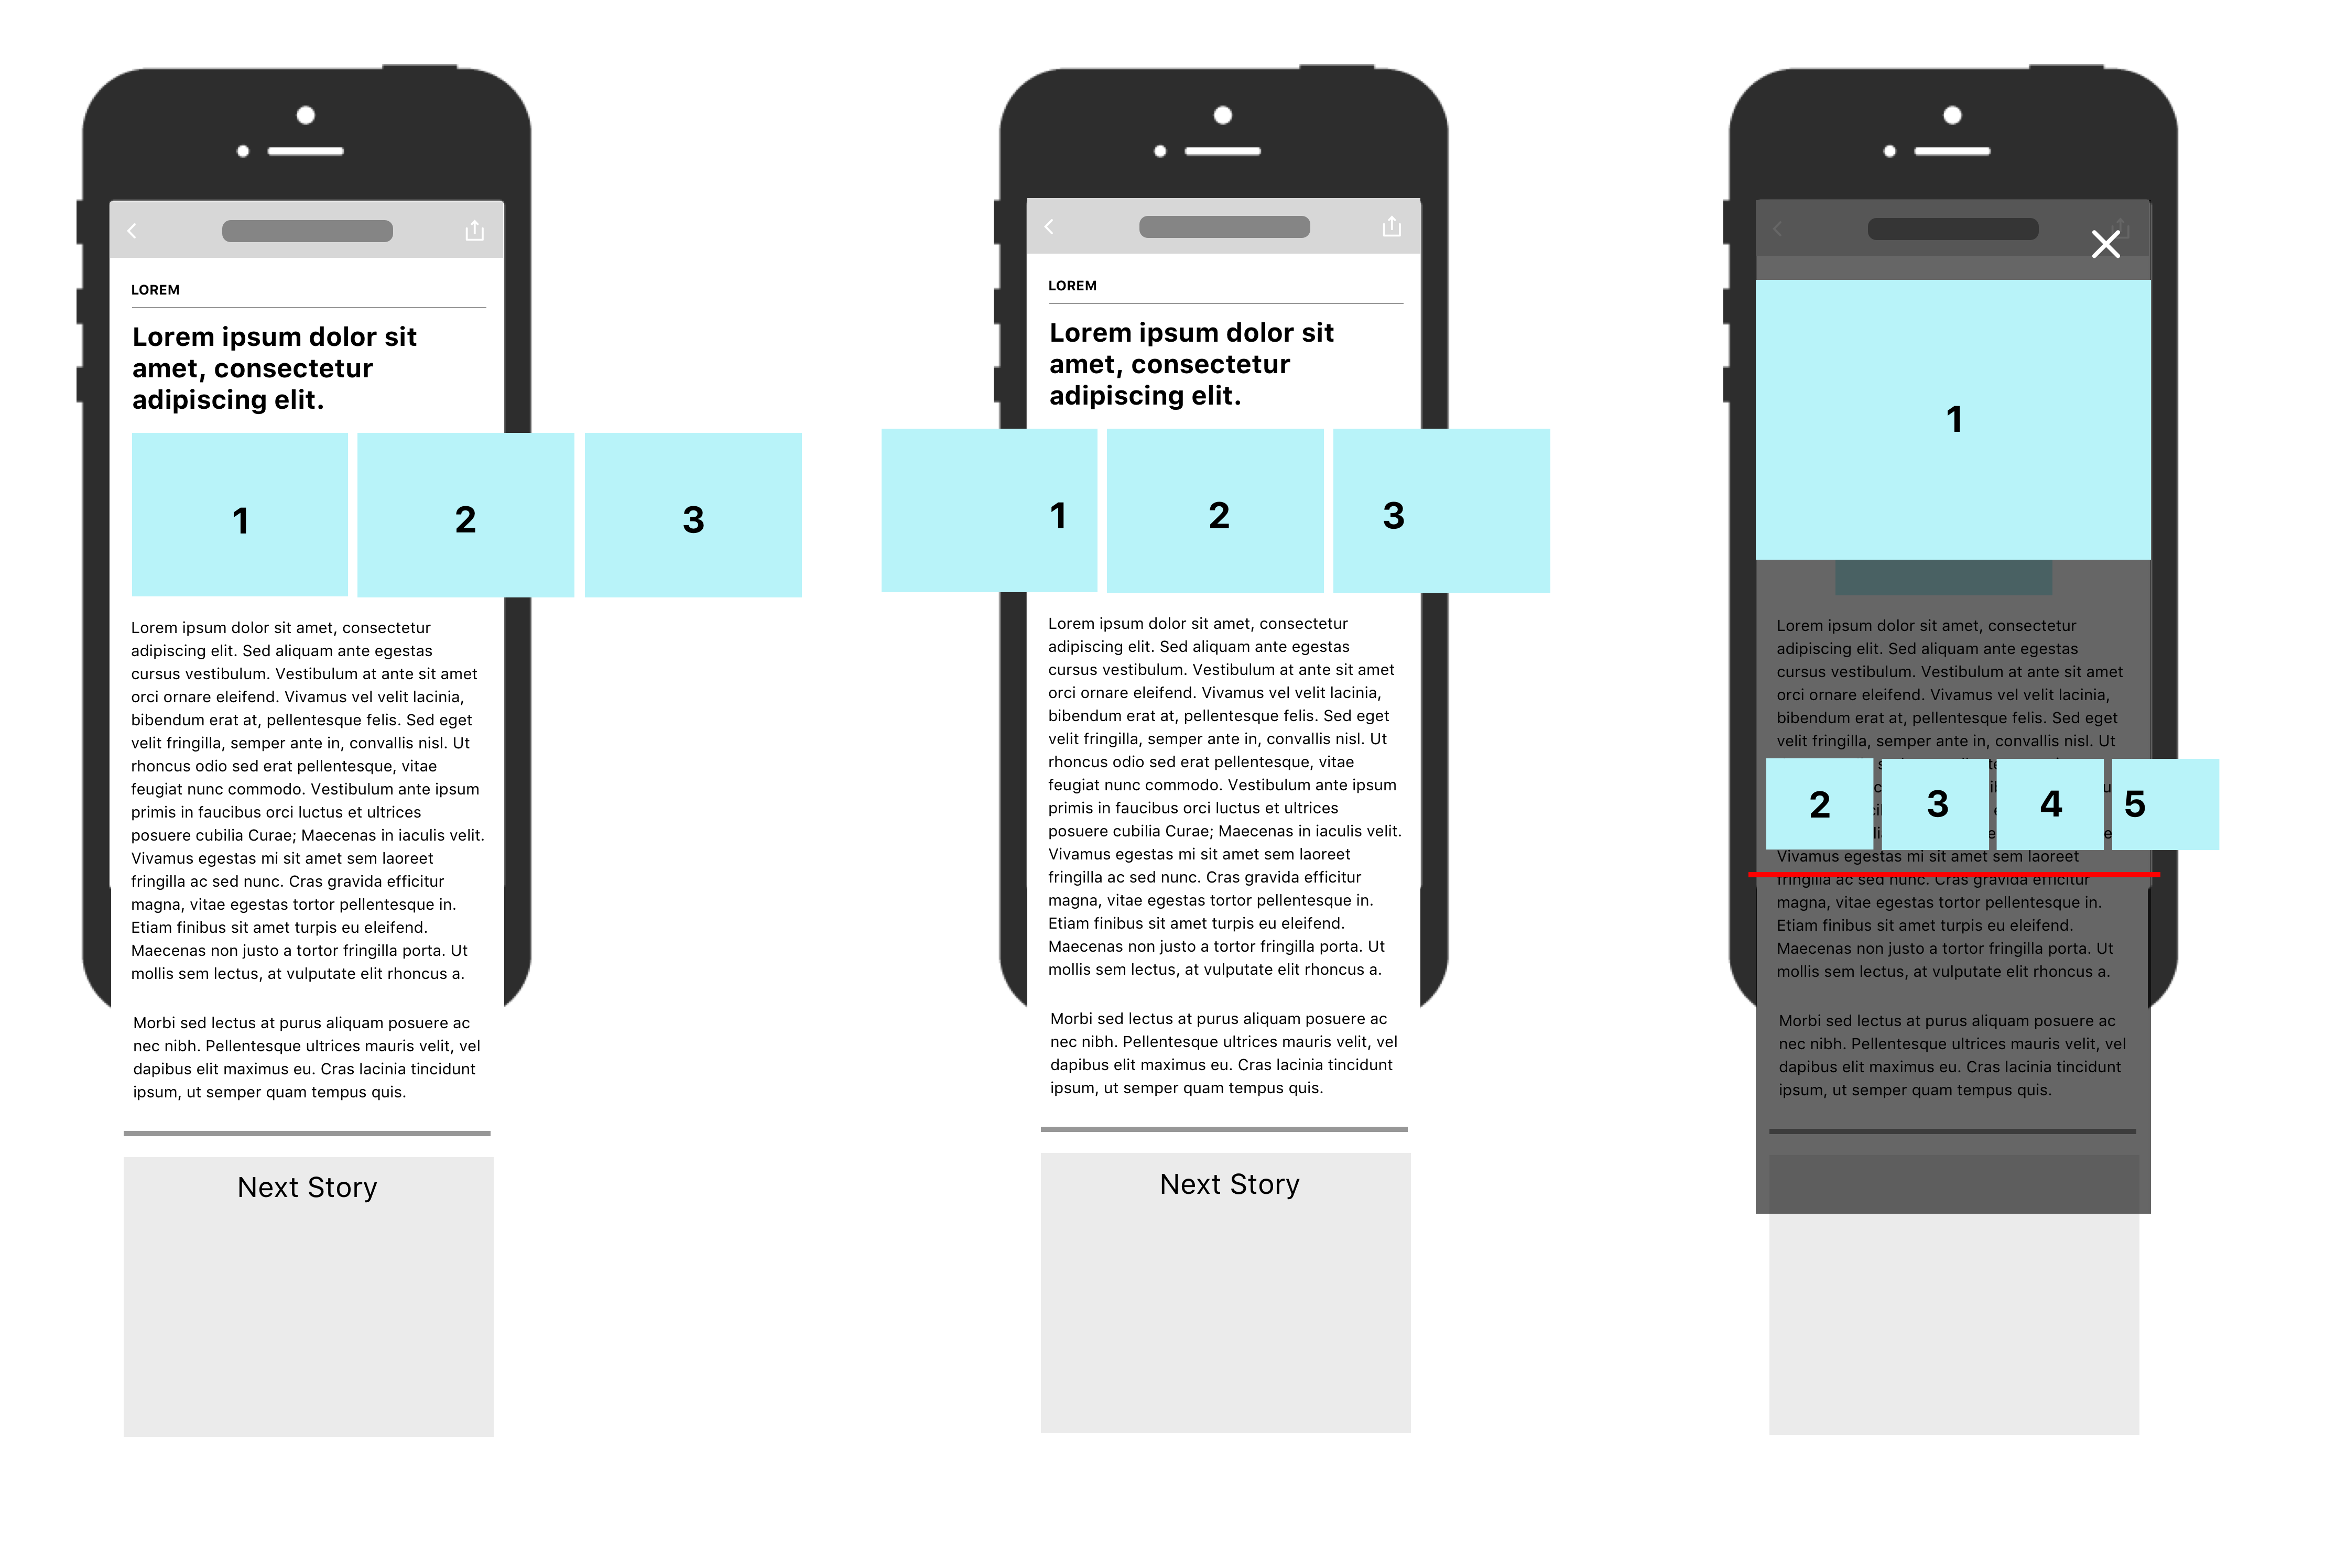 LOREM
Lorem ipsum dolor sit
amet, consectetur
adipiscing elit.
1 2 3
Lorem ipsum dolor sit amet, consectetur
adipiscing elit. Sed aliquam ante egestas
cursus vestibulum. Vestibulum at ante sit amet
orci ornare eleifend. Vivamus vel velit lacinia,
bibendum erat at, pellentesque felis. Sed eget
velit fringilla, semper ante in, convallis nisl. Ut
rhoncus odio sed erat pellentesque, vitae
feugiat nunc commodo. Vestibulum ante ipsum
primis in faucibus orci luctus et ultrices
posuere cubilia Curae; Maecenas in iaculis velit.
Vivamus egestas mi sit amet sem laoreet
fringilla ac sed nunc. Cras gravida efficitur
magna, vitae egestas tortor pellentesque in.
Etiam finibus sit amet turpis eu eleifend.
Maecenas non justo a tortor fringilla porta. Ut
mollis sem lectus, at vulputate elit rhoncus a.
Morbi sed lectus at purus aliquam posuere ac
nec nibh. Pellentesque ultrices mauris velit, vel
dapibus elit maximus eu. Cras lacinia tincidunt
ipsum, ut semper quam tempus quis.
Next Story
LOREM
Lorem ipsum dolor sit
amet, consectetur
adipiscing elit.
1 2 3
Lorem ipsum dolor sit amet, consectetur
adipiscing elit. Sed aliquam ante egestas
cursus vestibulum. Vestibulum at ante sit amet
orci ornare eleifend. Vivamus vel velit lacinia,
bibendum erat at, pellentesque felis. Sed eget
velit fringilla, semper ante in, convallis nisl. Ut
rhoncus odio sed erat pellentesque, vitae
feugiat nunc commodo. Vestibulum ante ipsum
primis in faucibus orci luctus et ultrices
posuere cubilia Curae; Maecenas in iaculis velit.
Vivamus egestas mi sit amet sem laoreet
fringilla ac sed nunc. Cras gravida efficitur
magna, vitae egestas tortor pellentesque in.
Etiam finibus sit amet turpis eu eleifend.
Maecenas non justo a tortor fringilla porta. Ut
mollis sem lectus, at vulputate elit rhoncus a.
Morbi sed lectus at purus aliquam posuere ac
nec nibh. Pellentesque ultrices mauris velit, vel
dapibus elit maximus eu. Cras lacinia tincidunt
ipsum, ut semper quam tempus quis.
Next Story
1
Lorem ipsum dolor sit amet, consectetur
adipiscing elit. Sed aliquam ante egestas
cursus vestibulum. Vestibulum at ante sit amet
orci ornare eleifend. Vivamus vel velit lacinia,
bibendum erat at, pellentesque felis. Sed eget
velit fringilla, semper ante in, convallis nisl. Ut
2 3 4 5
Vivamus egestas mi sit amet sem laoreet
fringilla ac sed nunc. Cras gravida efficitur
magna, vitae egestas tortor pellentesque in.
Etiam finibus sit amet turpis eu eleifend.
Maecenas non justo a tortor fringilla porta. Ut
mollis sem lectus, at vulputate elit rhoncus a.
Morbi sed lectus at purus aliquam posuere ac
nec nibh. Pellentesque ultrices mauris velit, vel
dapibus elit maximus eu. Cras lacinia tincidunt
ipsum, ut semper quam tempus quis.